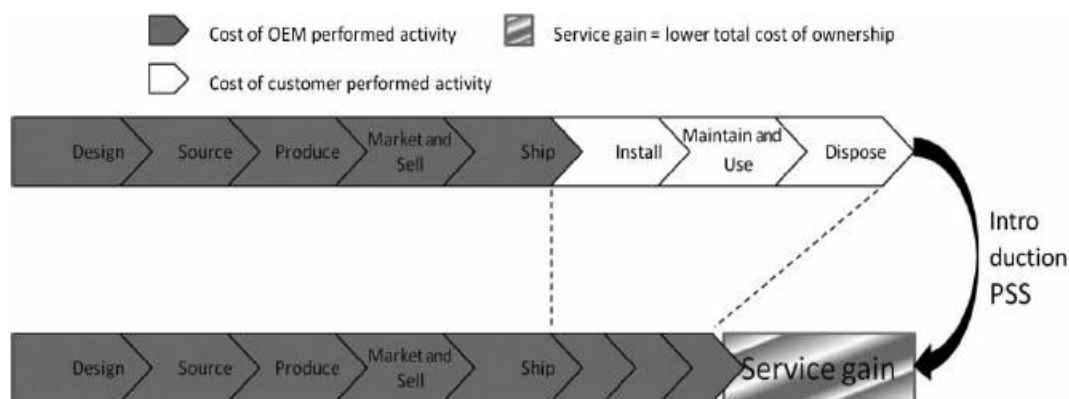 Cost of OEM performed activity
Service gain = lower total cost of ownership
Cost of customer performed activity
Design
Source
Produce
Market and
Sell
Ship
Install
Maintain and
Use
Dispose
Intro
duction
PSS
Design
Source
Produce
Market and
Sell
Ship
Service gain